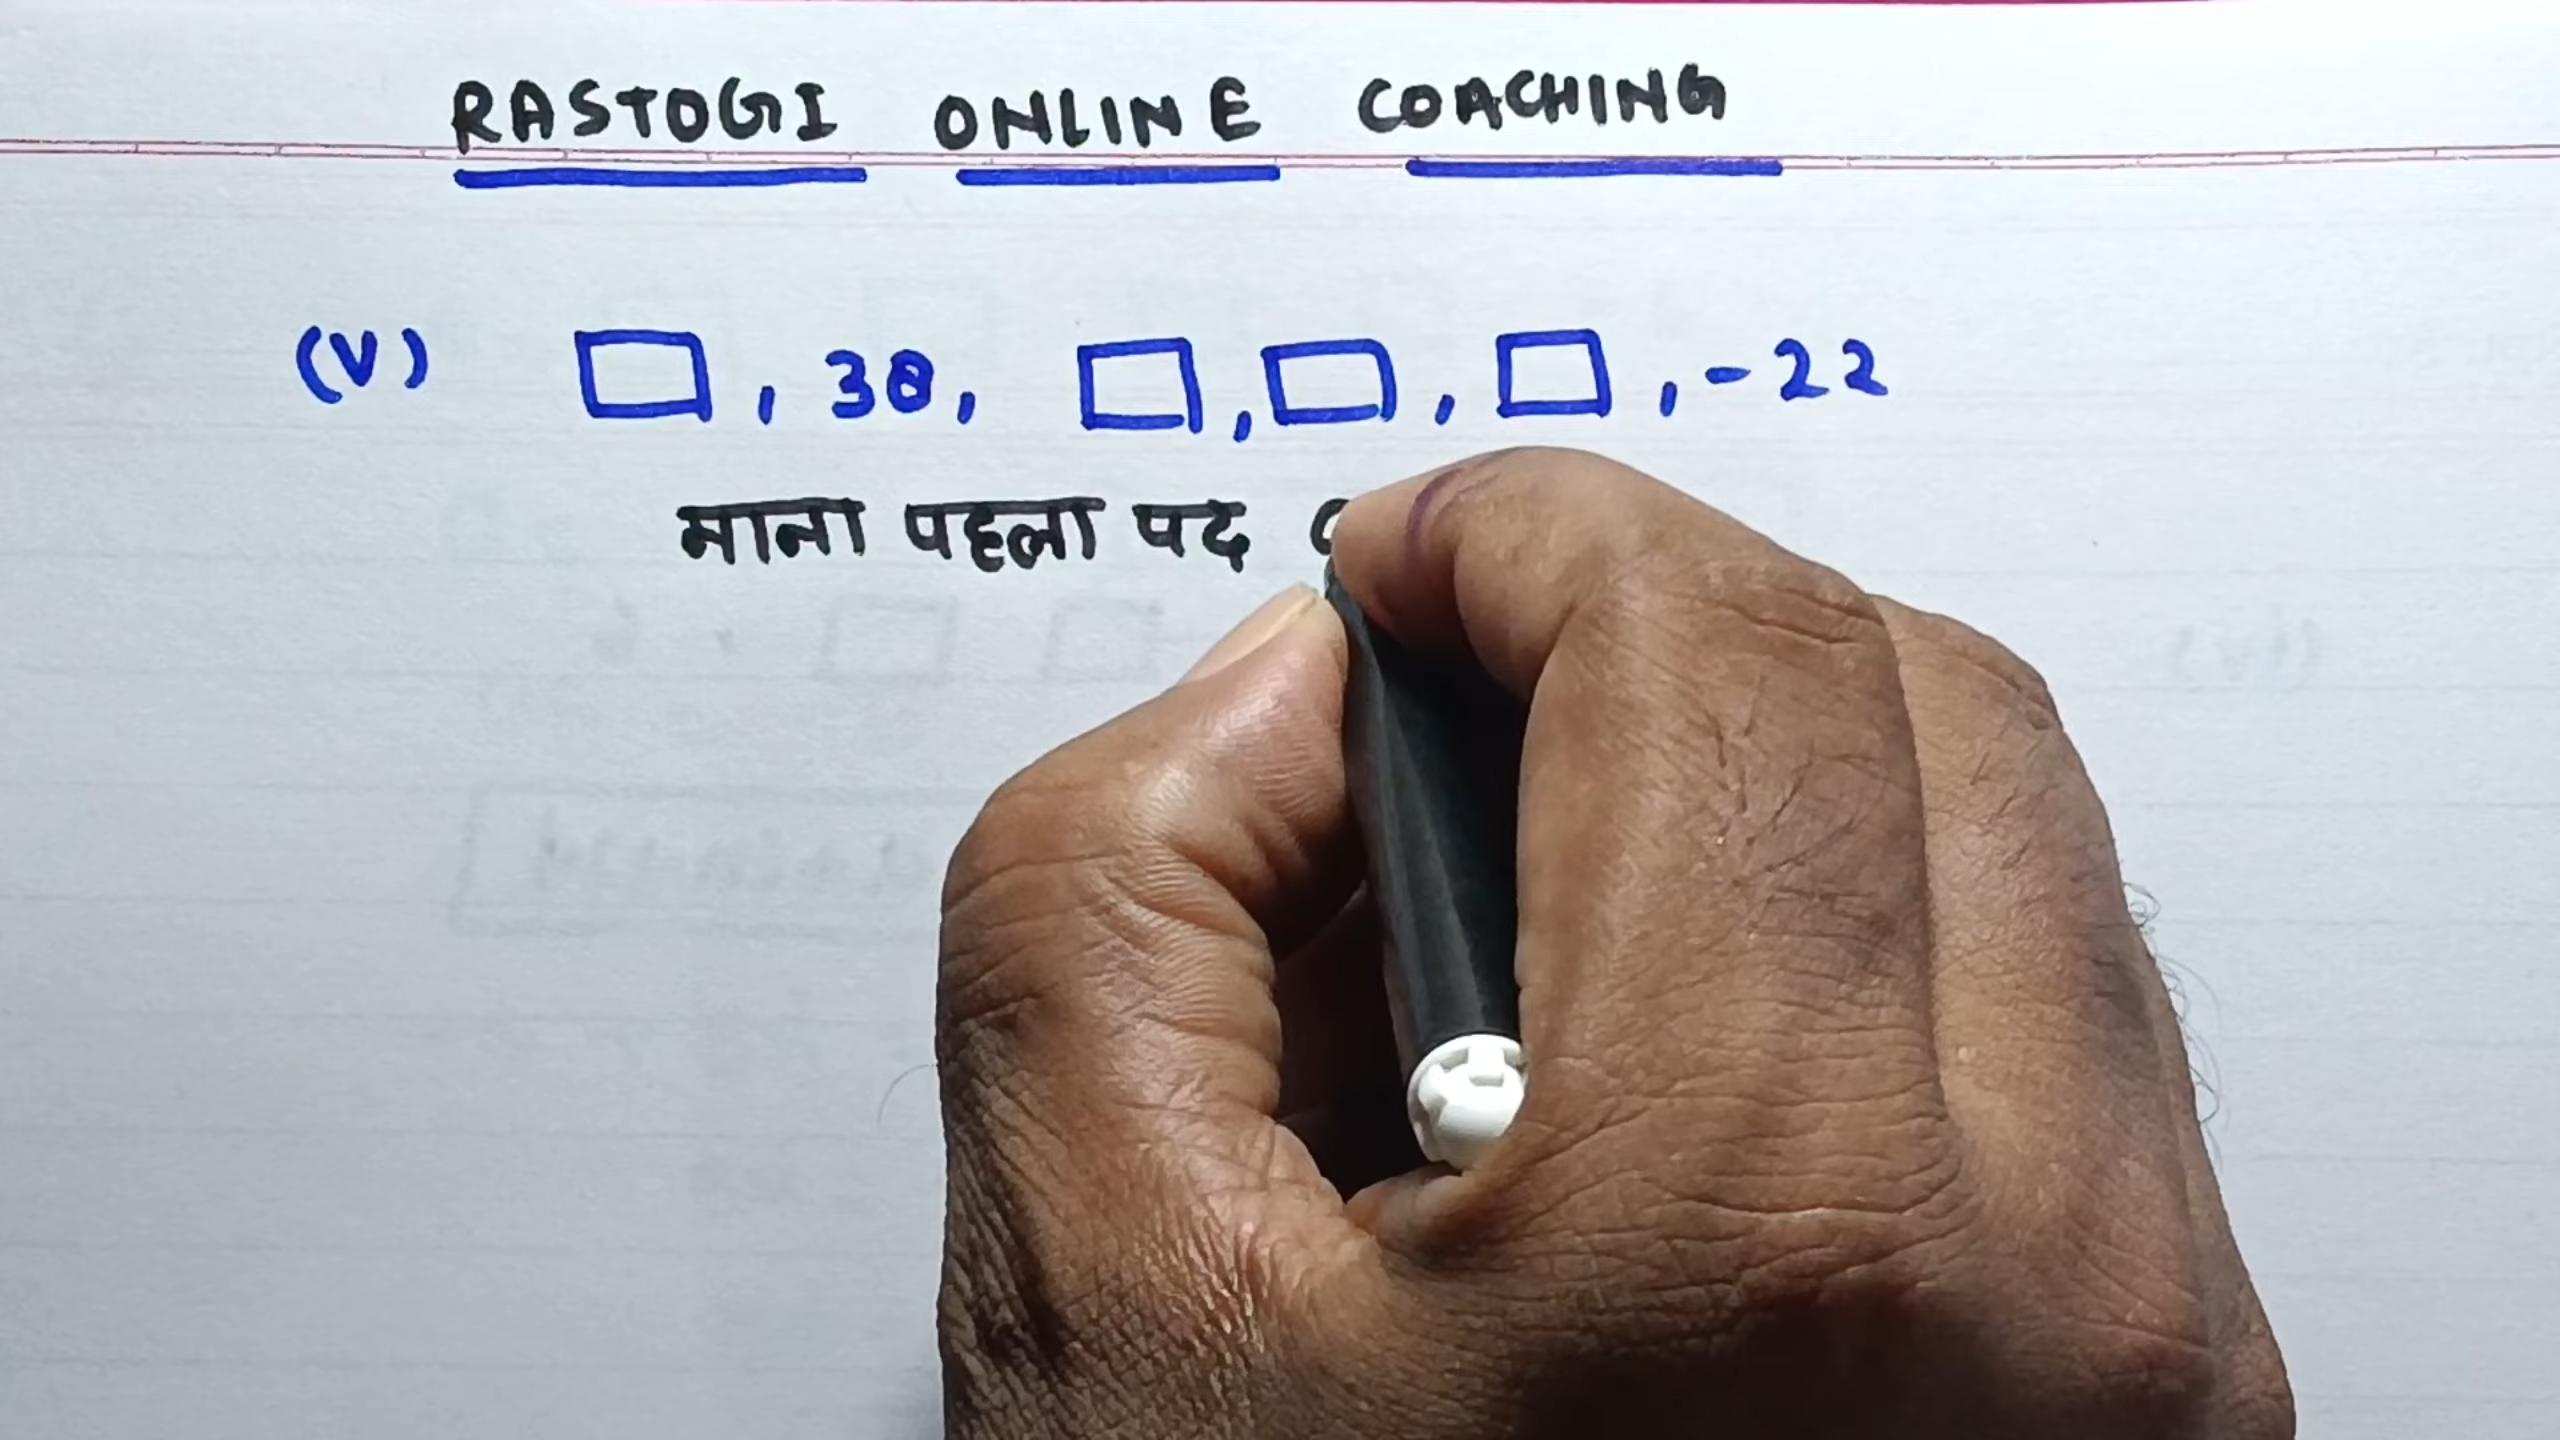 RASTOGI ONLINE COACHING
(V) □, 38, □, □, □, -22
माना पहला पद